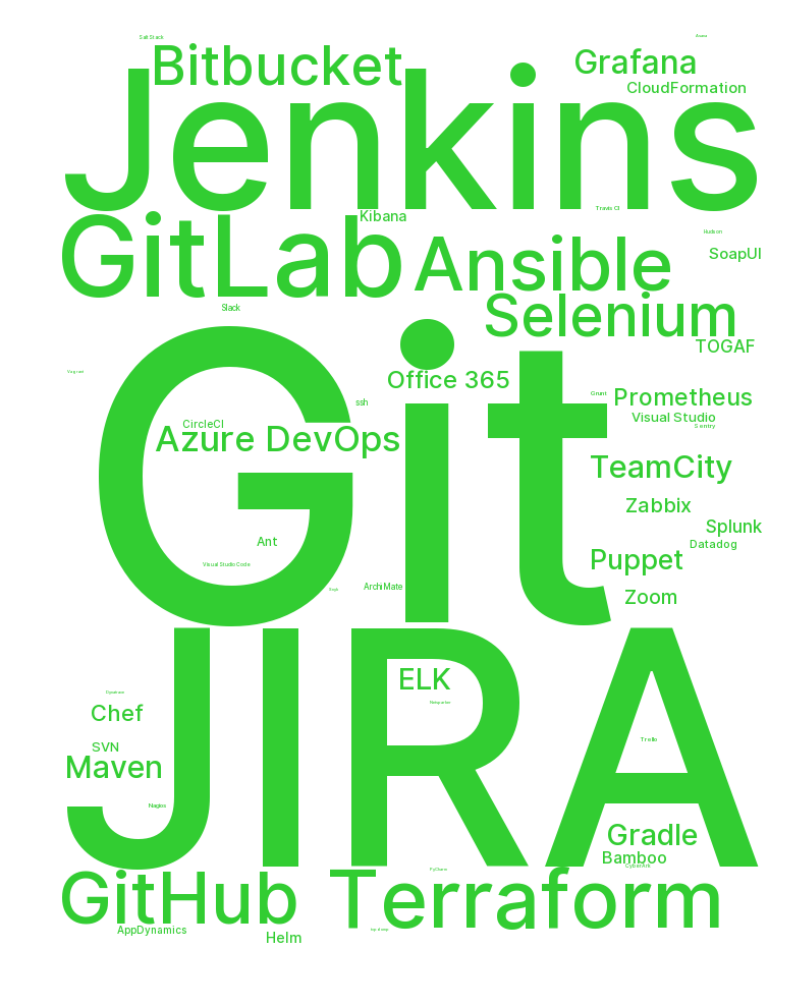 Salt Stack
Bitbucket
Grafana
CloudFormation
Jenkins
Travis CI
Kibana
GitLab
Ansible
Hudson
SoapUI
Slack
Selenium
TOGAF
Git
Office 365
Grunt
Prometheus
ssh
Visual Studio
CircleCI
Sentry
Azure DevOps
TeamCity
Zabbix
Splunk
Ant
Datadog
Visual Studio Code
Puppet
ArchiMate
Zoom
JIRA
ELK
Chef
Trello
SVN
Maven
Nagios
Gradle
Bamboo
GitHub
Terraform
AppDynamics
Helm